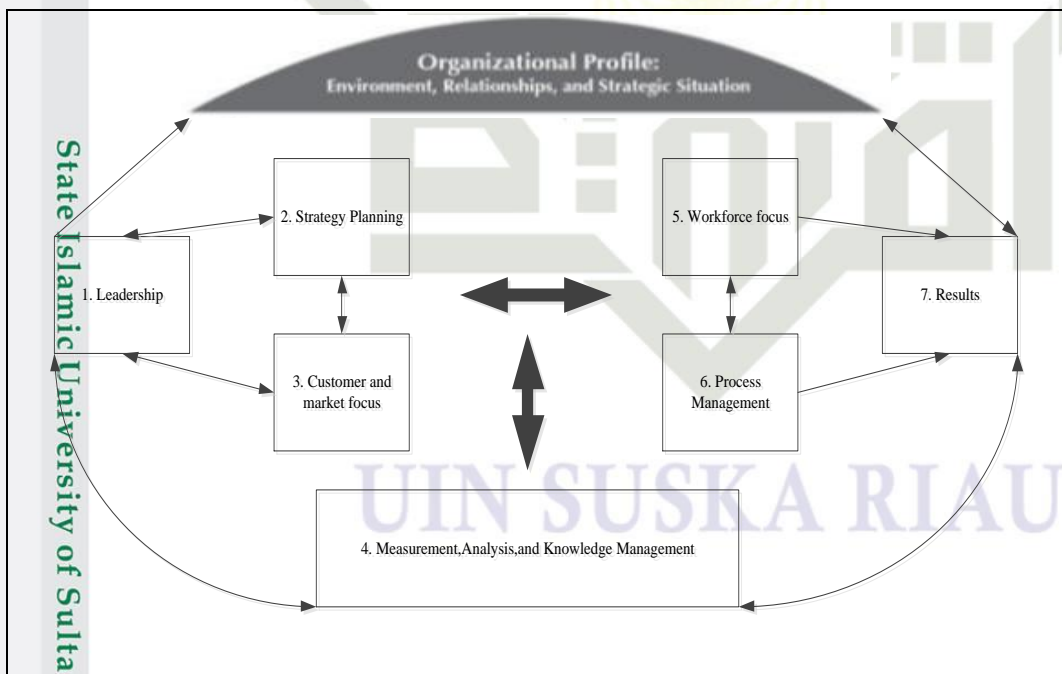 Organizational Profile:
Environment, Relationships, and Strategic Situation
2. Strategy Planning
5. Workforce focus
1. Leadership
7. Results
3. Customer and
market focus
6. Process
Management
4. Measurement,Analysis,and Knowledge Management
UIN SUSKA RIAU
State Islamic University of Sulta